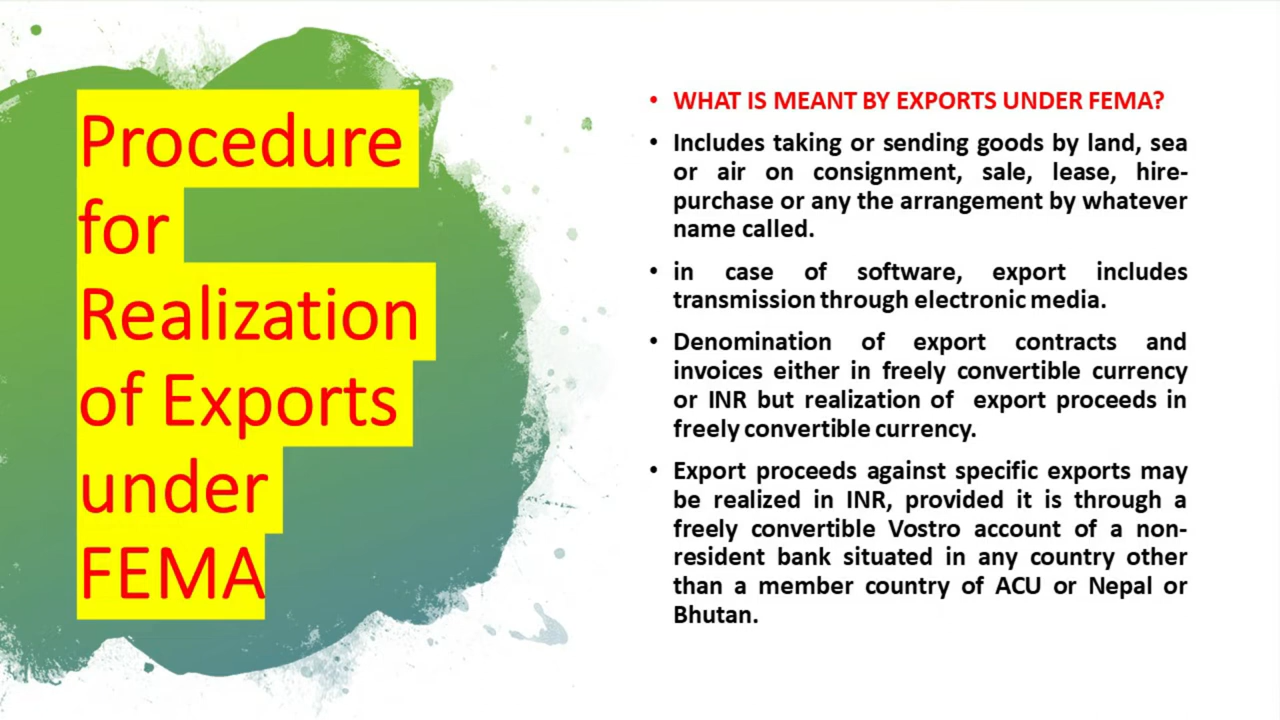 Procedure
for
Realization
of Exports
under
FEMA
• WHAT IS MEANT BY EXPORTS UNDER FEMA?
• Includes taking or sending goods by land, sea
or air on consignment, sale, lease, hire-
purchase or any the arrangement by whatever
name called.
• in case of software, export includes
transmission through electronic media.
• Denomination of export contracts and
invoices either in freely convertible currency
or INR but realization of export proceeds in
freely convertible currency.
• Export proceeds against specific exports may
be realized in INR, provided it is through a
freely convertible Vostro account of a non-
resident bank situated in any country other
than a member country of ACU or Nepal or
Bhutan.